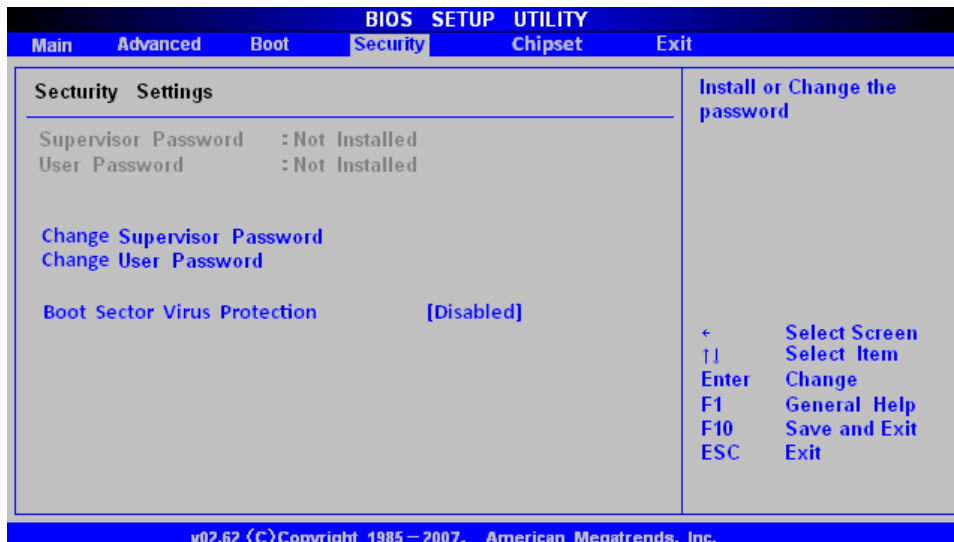 BIOS SETUP UTILITY
Main Advanced Boot Security Chipset Exit
Secturity Settings
Supervisor Password : Not Installed
User Password : Not Installed
Change Supervisor Password
Change User Password
Boot Sector Virus Protection [Disabled]
Install or Change the
password
← Select Screen
↑↓ Select Item
Enter Change
F1 General Help
F10 Save and Exit
ESC Exit
v02.62 (C)Copyright 1985-2007, American Megatrends, Inc.